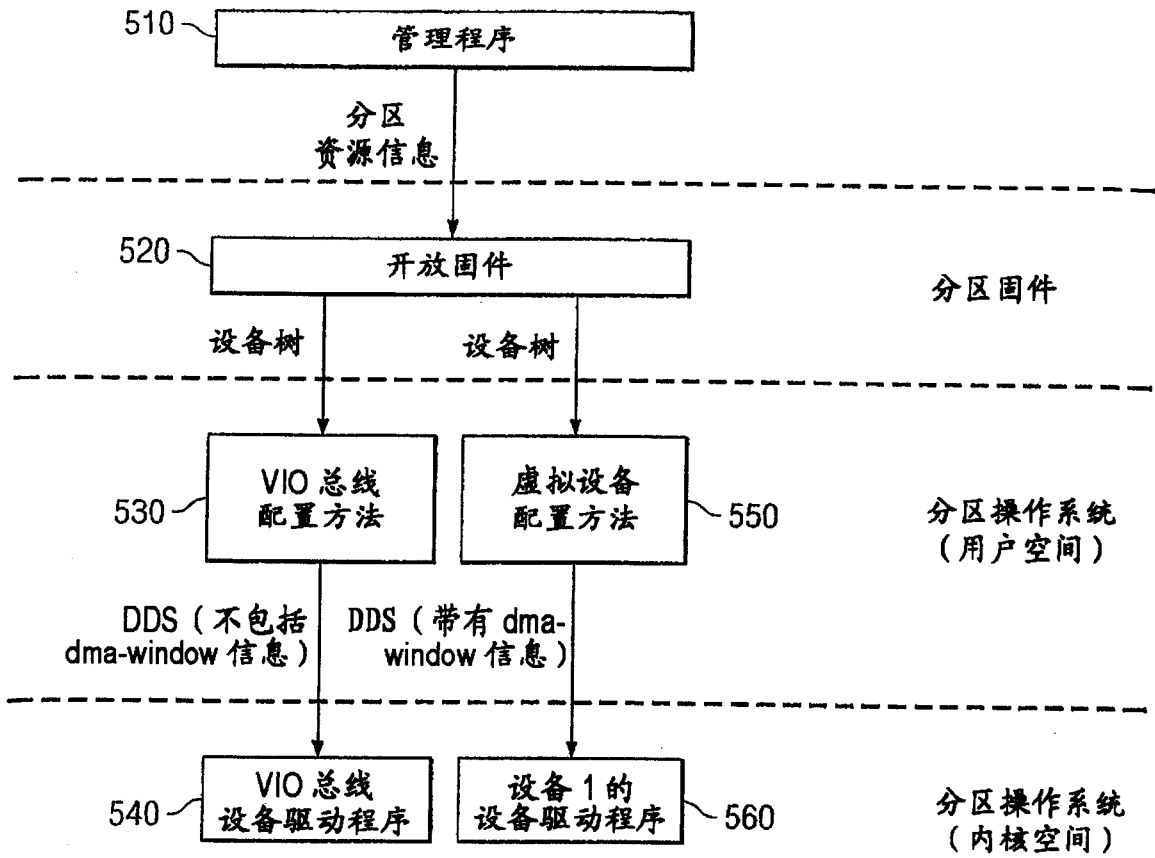 510
管理程序
分区
资源信息
520
开放固件
分区固件
设备树
设备树
530
VIO 总线
配置方法
虚拟设备
配置方法
550
分区操作系统
(用户空间)
DDS (不包括
dma-window 信息)
DDS (带有 dma-
window 信息)
540
VIO 总线
设备驱动程序
设备 1 的
设备驱动程序
560
分区操作系统
(内核空间)